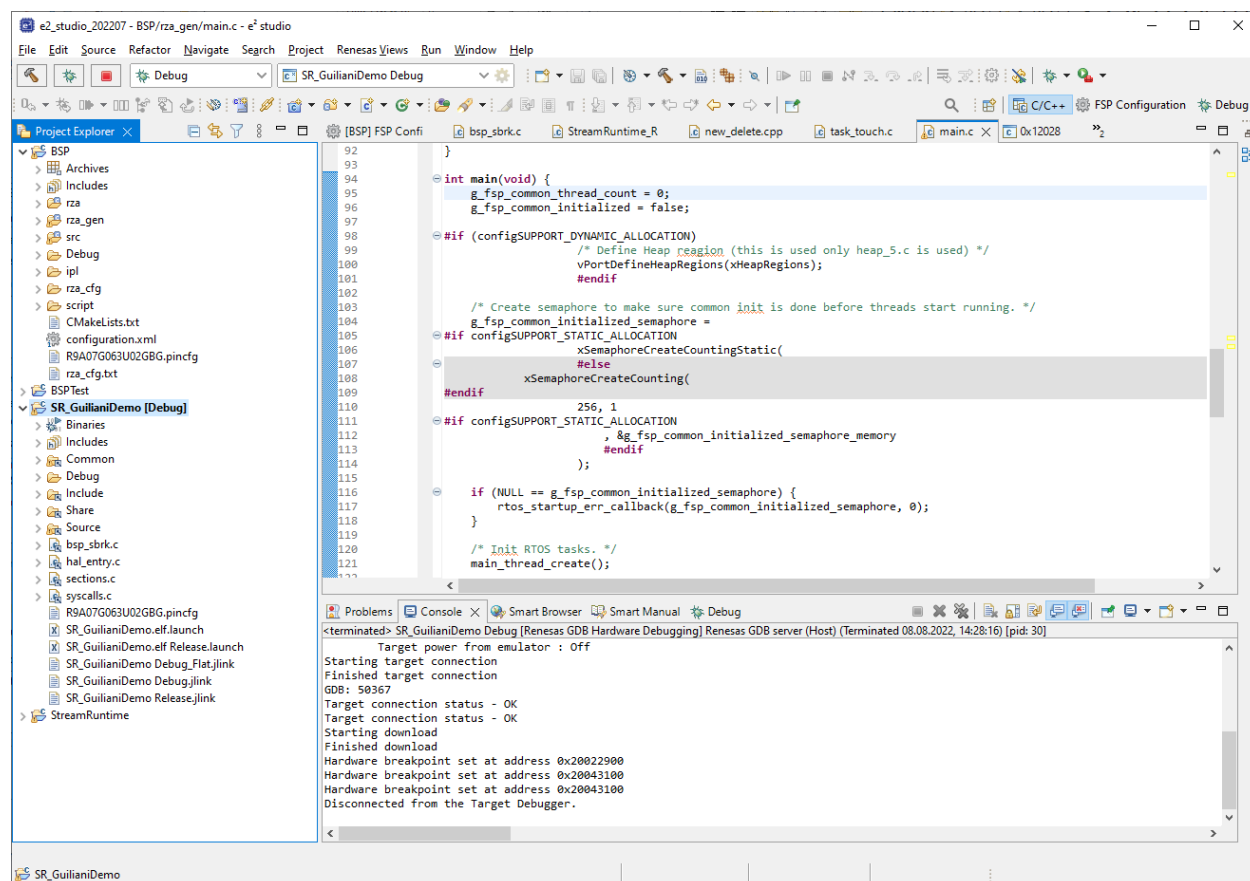 e2_studio_202207 - BSP/rza_gen/main.c - e² studio
File Edit Source Refactor Navigate Search Project Renesas Views Run Window Help
Debug
SR_GuilianiDemo Debug
C/C++
FSP Configuration
Debug
Project Explorer
BSP
Archives
Includes
rza
rza_gen
src
Debug
ipl
rza_cfg
script
CMakeLists.txt
configuration.xml
R9A07G063U02GBG.pincfg
rza_cfg.txt
BSPTest
SR_GuilianiDemo [Debug]
Binaries
Includes
Common
Debug
Include
Share
Source
bsp_sbrk.c
hal_entry.c
sections.c
syscalls.c
R9A07G063U02GBG.pincfg
SR_GuilianiDemo.elf.launch
SR_GuilianiDemo.elf Release.launch
SR_GuilianiDemo Debug_Flat.jlink
SR_GuilianiDemo Debug.jlink
SR_GuilianiDemo Release.jlink
StreamRuntime
[BSP] FSP Confi
bsp_sbrk.c
StreamRuntime_R
new_delete.cpp
task_touch.c
main.c
0x12028
»2
92 }
93
94 int main(void) {
95 g_fsp_common_thread_count = 0;
96 g_fsp_common_initialized = false;
97
98 #if (configSUPPORT_DYNAMIC_ALLOCATION)
99 /* Define Heap reagion (this is used only heap_5.c is used) */
100 vPortDefineHeapRegions(xHeapRegions);
101 #endif
102
103 /* Create semaphore to make sure common init is done before threads start running. */
104 g_fsp_common_initialized_semaphore =
105 #if configSUPPORT_STATIC_ALLOCATION
106 xSemaphoreCreateCountingStatic(
107 #else
108 xSemaphoreCreateCounting(
109 #endif
110 256, 1
111 #if configSUPPORT_STATIC_ALLOCATION
112 , &g_fsp_common_initialized_semaphore_memory
113 #endif
114 );
115
116 if (NULL == g_fsp_common_initialized_semaphore) {
117 rtos_startup_err_callback(g_fsp_common_initialized_semaphore, 0);
118 }
119
120 /* Init RTOS tasks. */
121 main_thread_create();
122
Problems Console Smart Browser Smart Manual Debug
<terminated> SR_GuilianiDemo Debug [Renesas GDB Hardware Debugging] Renesas GDB server (Host) (Terminated 08.08.2022, 14:28:16) [pid: 30]
Target power from emulator : Off
Starting target connection
Finished target connection
GDB: 50367
Target connection status - OK
Target connection status - OK
Starting download
Finished download
Hardware breakpoint set at address 0x20022900
Hardware breakpoint set at address 0x20043100
Hardware breakpoint set at address 0x20043100
Disconnected from the Target Debugger.
SR_GuilianiDemo